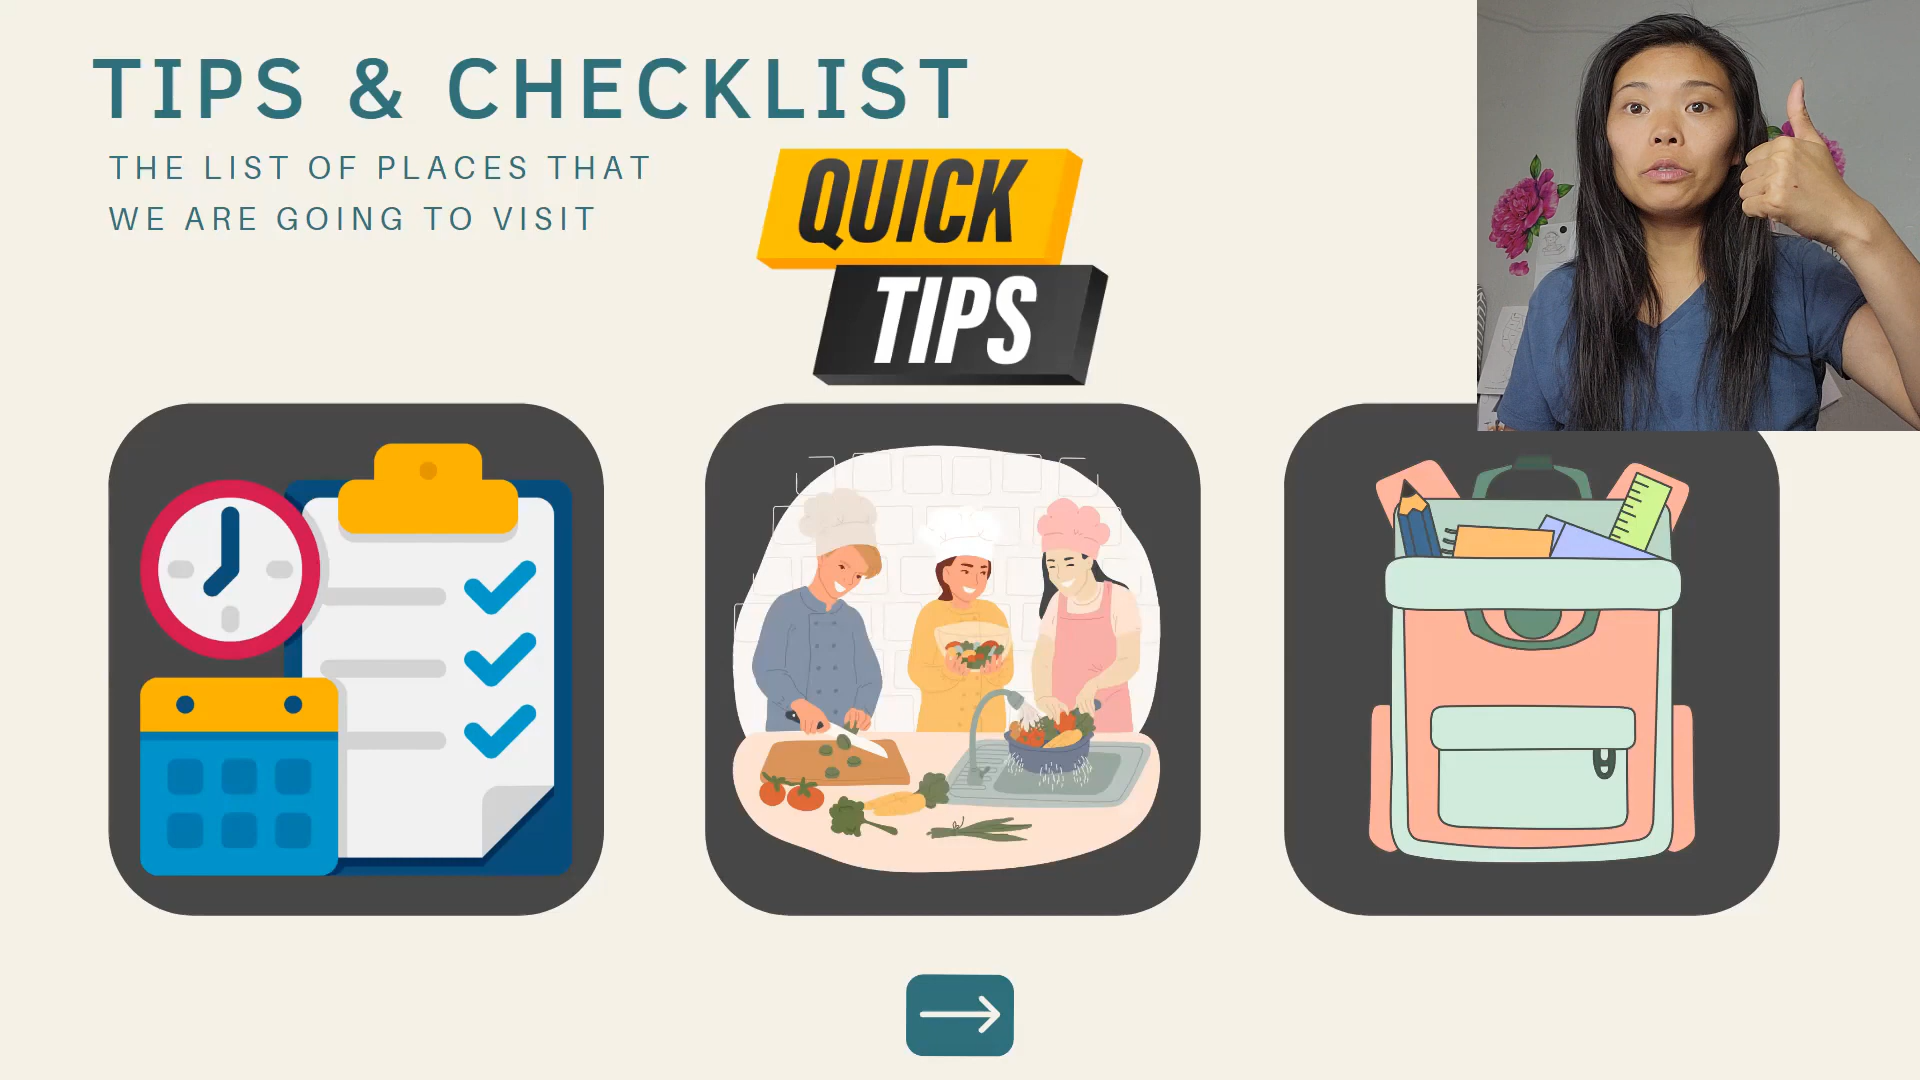 TIPS & CHECKLIST
THE LIST OF PLACES THAT
WE ARE GOING TO VISIT
QUICK
TIPS